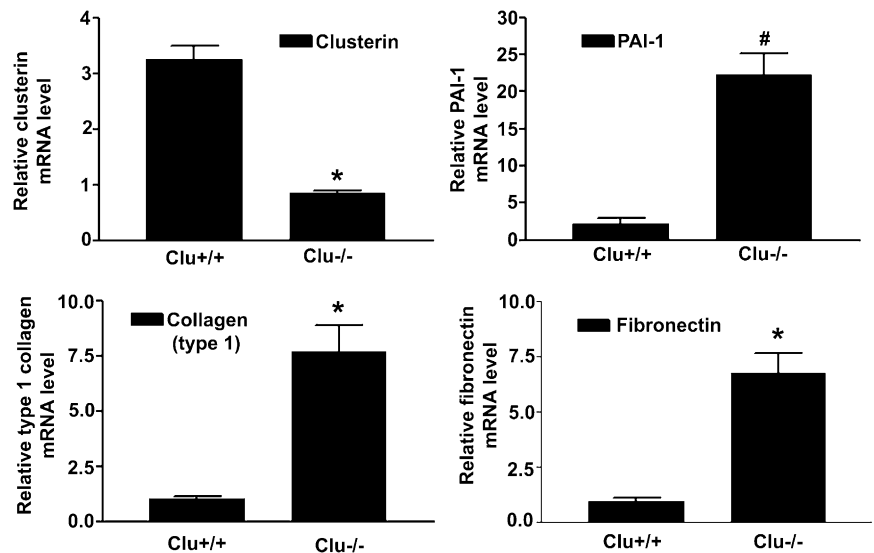 Relative clusterin
mRNA level
4
3
2
1
0
Clusterin
*
Clu+/+
Clu-/-
Relative PAI-1
mRNA level
30
25
20
15
10
5
0
PAI-1
#
Clu+/+
Clu-/-
Relative type 1 collagen
mRNA level
10.0
7.5
5.0
2.5
0.0
Collagen
(type 1)
*
Clu+/+
Clu-/-
Relative fibronectin
mRNA level
10.0
7.5
5.0
2.5
0.0
Fibronectin
*
Clu+/+
Clu-/-